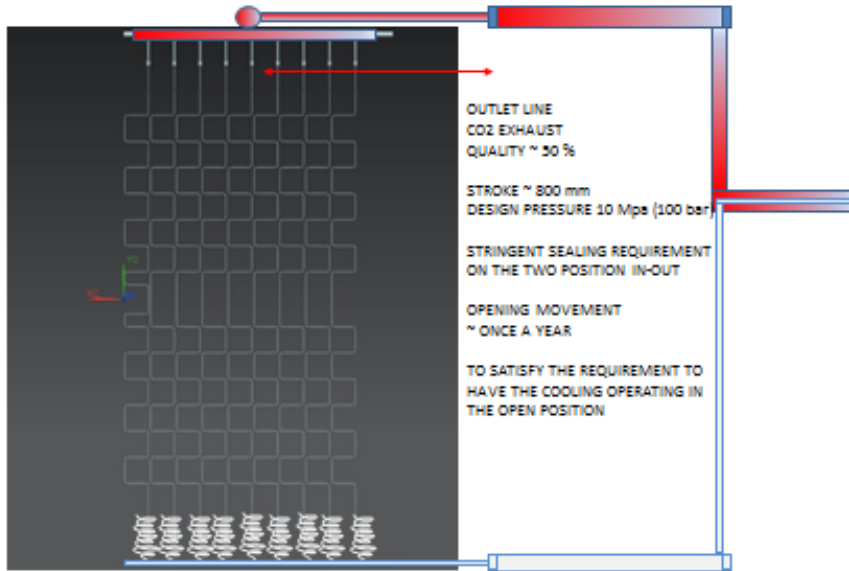 OUTLET LINE
CO2 EXHAUST
QUALITY ~ 50 %
STROKE ~ 800 mm
DESIGN PRESSURE 10 Mpa (100 bar)
STRINGENT SEALING REQUIREMENT
ON THE TWO POSITION IN-OUT
OPENING MOVEMENT
~ ONCE A YEAR
TO SATISFY THE REQUIREMENT TO
HAVE THE COOLING OPERATING IN
THE OPEN POSITION
YC